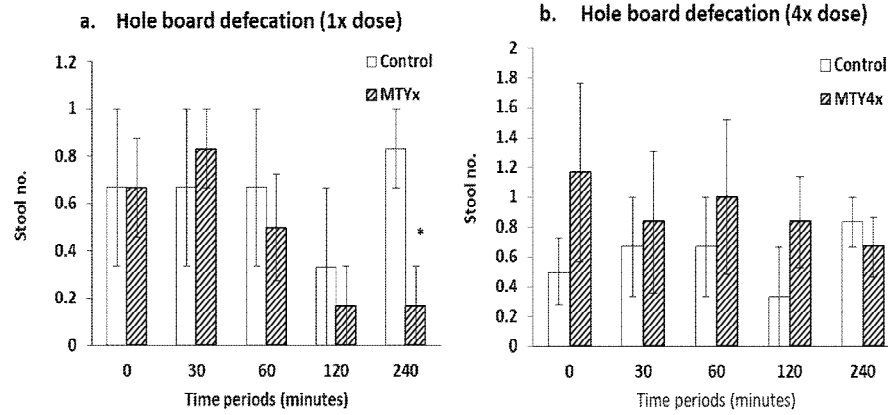 a. Hole board defecation (1x dose)
Stool no.
1.2
1
0.8
0.6
0.4
0.2
0
Control
MTYx
*
0 30 60 120 240
Time periods (minutes)
b. Hole board defecation (4x dose)
Stool no.
2
1.8
1.6
1.4
1.2
1
0.8
0.6
0.4
0.2
0
Control
MTY4x
0 30 60 120 240
Time periods (minutes)